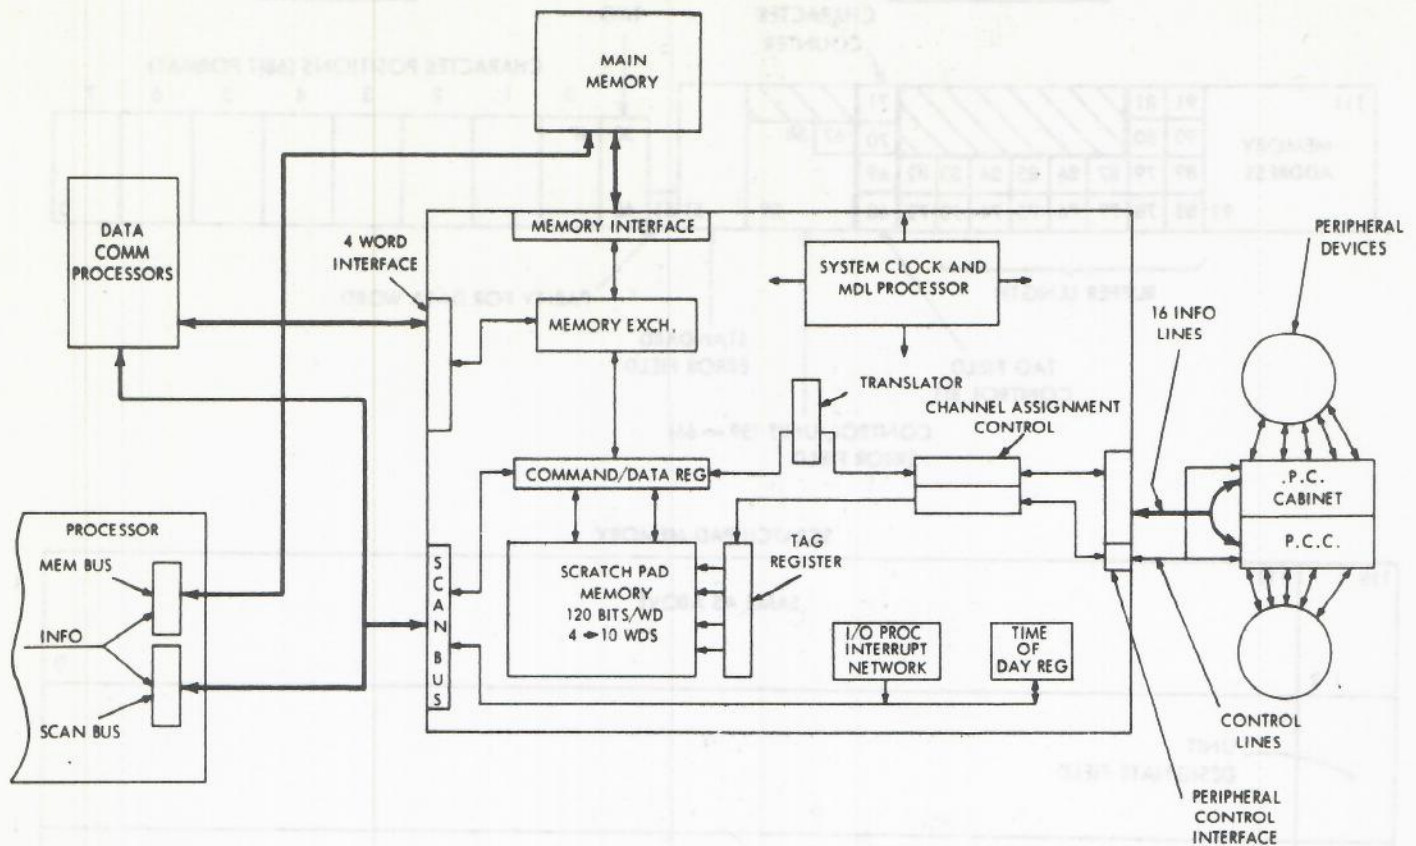 MAIN
MEMORY
DATA
COMM
PROCESSORS
4 WORD
INTERFACE
MEMORY INTERFACE
MEMORY EXCH.
SYSTEM CLOCK AND
MDL PROCESSOR
PERIPHERAL
DEVICES
16 INFO
LINES
TRANSLATOR
CHANNEL ASSIGNMENT
CONTROL
COMMAND/DATA REG
P.C.
CABINET
P.C.C.
PROCESSOR
MEM BUS
INFO
SCAN BUS
SCAN BUS
SCRATCH PAD
MEMORY
120 BITS/WD
4 ↔ 10 WDS
TAG
REGISTER
I/O PROC
INTERRUPT
NETWORK
TIME
OF
DAY REG
CONTROL
LINES
PERIPHERAL
CONTROL
INTERFACE